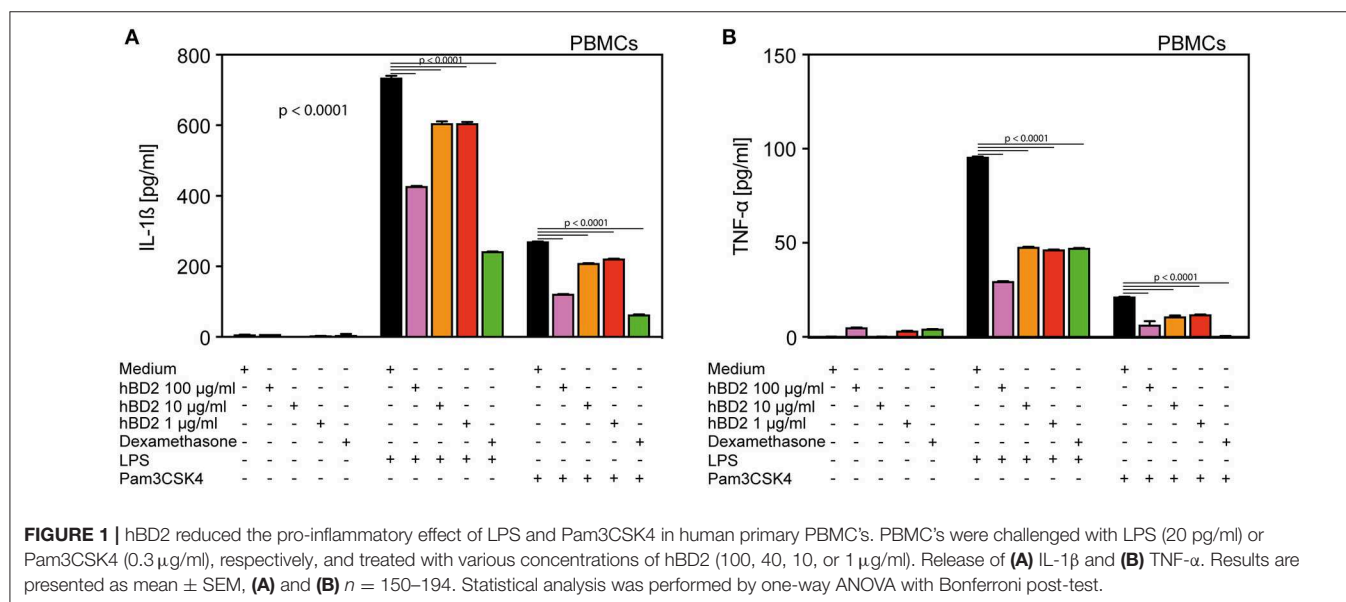 A
PBMCs
800
600
400
200
0
IL-1ß [pg/ml]
p < 0.0001
p < 0.0001
p < 0.0001
Medium + - - - - + - - - - + - - - -
hBD2 100 µg/ml - + - - - - + - - - - + - - -
hBD2 10 µg/ml - - + - - - - + - - - - + - -
hBD2 1 µg/ml - - - + - - - - + - - - - + -
Dexamethasone - - - - + - - - - + - - - - +
LPS - - - - - + + + + + - - - - -
Pam3CSK4 - - - - - - - - - - + + + + +
B
PBMCs
150
100
50
0
TNF-α [pg/ml]
p < 0.0001
p < 0.0001
Medium + - - - - + - - - - + - - - -
hBD2 100 µg/ml - + - - - - + - - - - + - - -
hBD2 10 µg/ml - - + - - - - + - - - - + - -
hBD2 1 µg/ml - - - + - - - - + - - - - + -
Dexamethasone - - - - + - - - - + - - - - +
LPS - - - - - + + + + + - - - - -
Pam3CSK4 - - - - - - - - - - + + + + +
FIGURE 1 | hBD2 reduced the pro-inflammatory effect of LPS and Pam3CSK4 in human primary PBMC's. PBMC's were challenged with LPS (20 pg/ml) or
Pam3CSK4 (0.3 µg/ml), respectively, and treated with various concentrations of hBD2 (100, 40, 10, or 1 µg/ml). Release of (A) IL-1β and (B) TNF-α. Results are
presented as mean ± SEM, (A) and (B) n = 150–194. Statistical analysis was performed by one-way ANOVA with Bonferroni post-test.